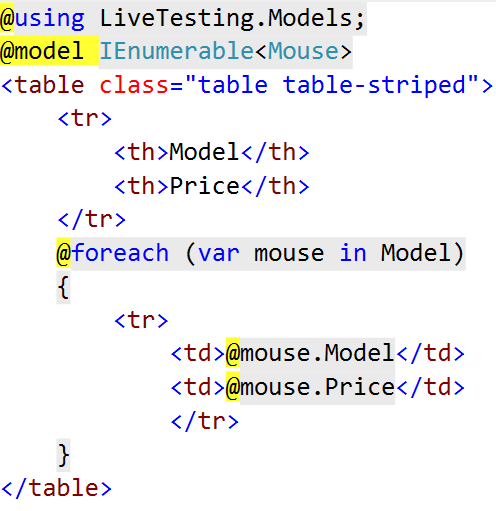 @using LiveTesting.Models;
@model IEnumerable<Mouse>
<table class="table table-striped">
    <tr>
        <th>Model</th>
        <th>Price</th>
    </tr>
    @foreach (var mouse in Model)
    {
        <tr>
            <td>@mouse.Model</td>
            <td>@mouse.Price</td>
            </tr>
    }
</table>